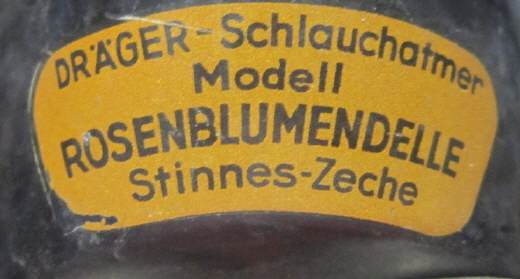 DRÄGER-Schlauchatmer
Modell
ROSENBLUMENDELLE
Stinnes-Zeche